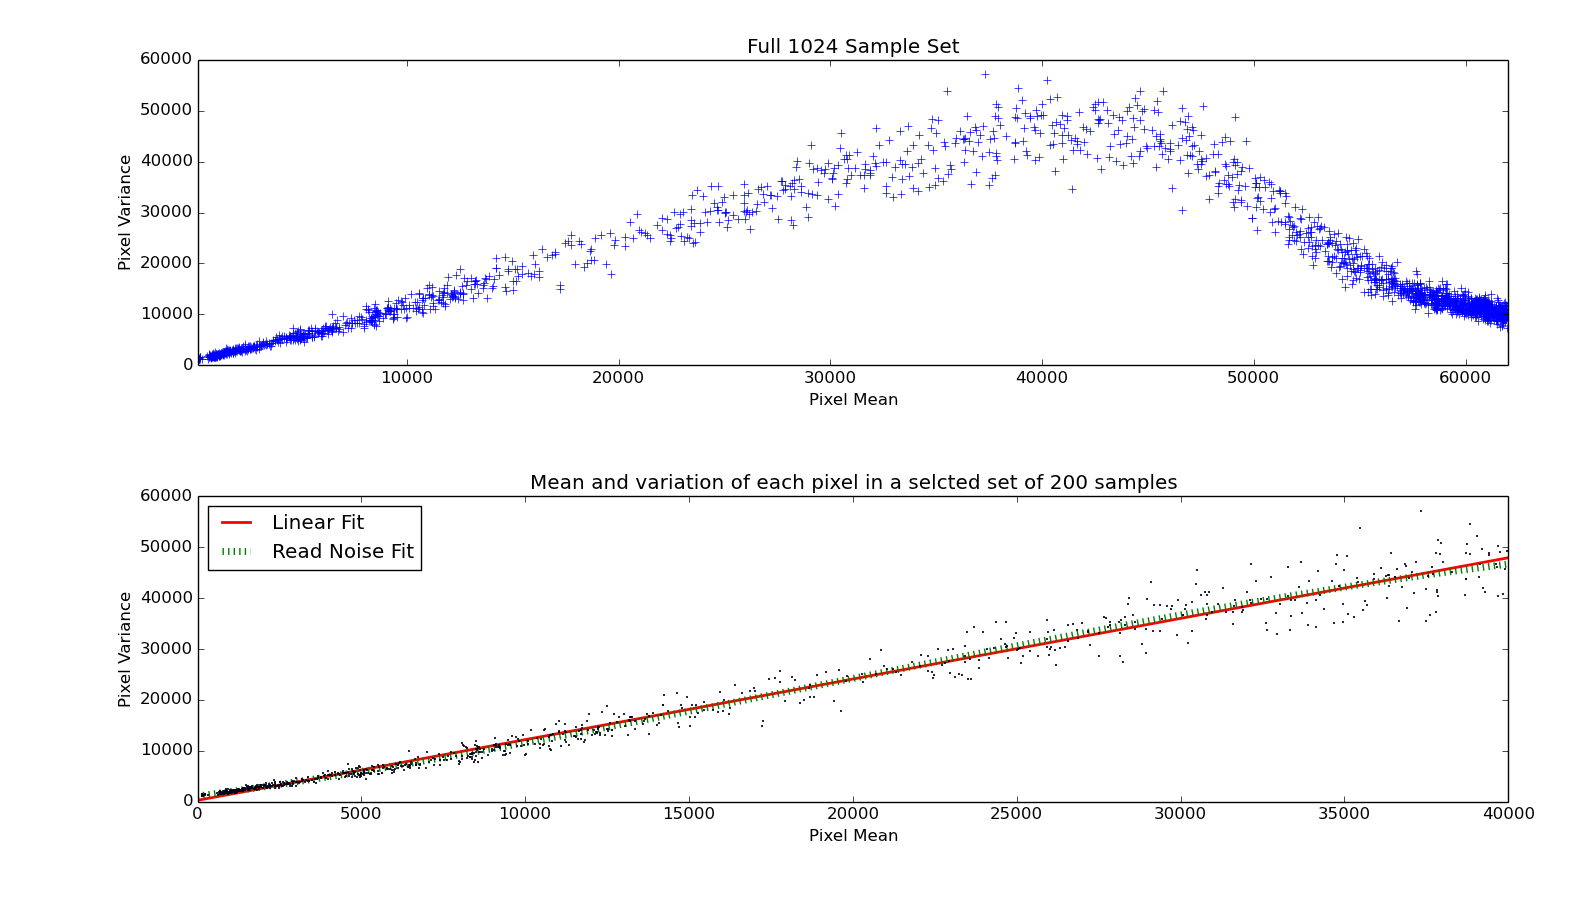 Full 1024 Sample Set
60000
50000
40000
30000
20000
10000
0
Pixel Variance
10000 20000 30000 40000 50000 60000
Pixel Mean
Mean and variation of each pixel in a selcted set of 200 samples
60000
50000
40000
30000
20000
10000
0
Pixel Variance
Linear Fit
Read Noise Fit
0 5000 10000 15000 20000 25000 30000 35000 40000
Pixel Mean